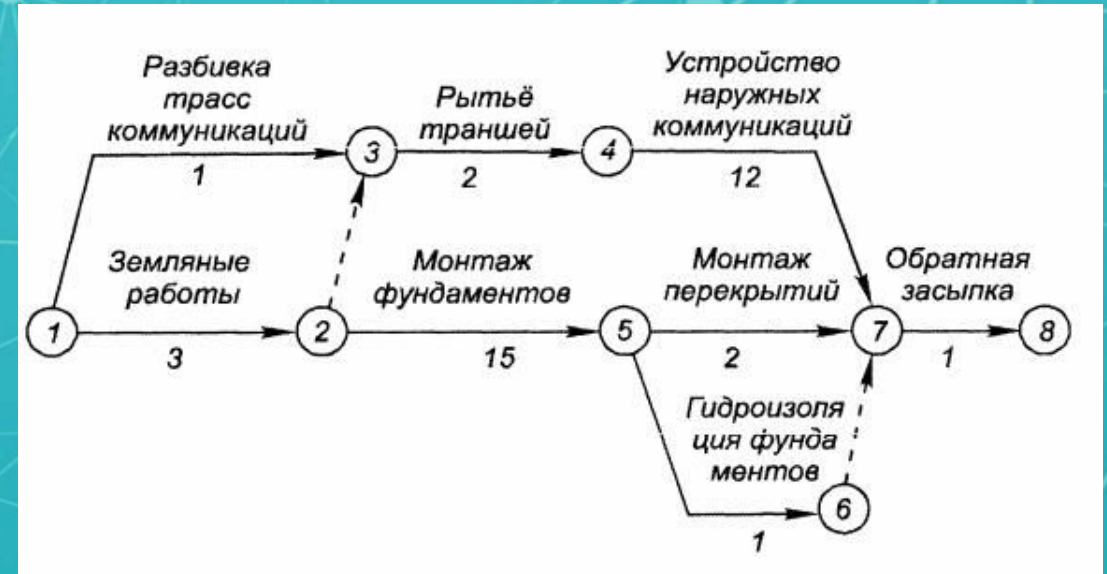 Разбивка
трасс
коммуникаций
1
3
Рытьё
траншей
2
4
Устройство
наружных
коммуникаций
12
1
Земляные
работы
3
2
Монтаж
фундаментов
15
5
Монтаж
перекрытий
2
7
Обратная
засыпка
1
8
Гидроизоля
ция фунда
ментов
1
6